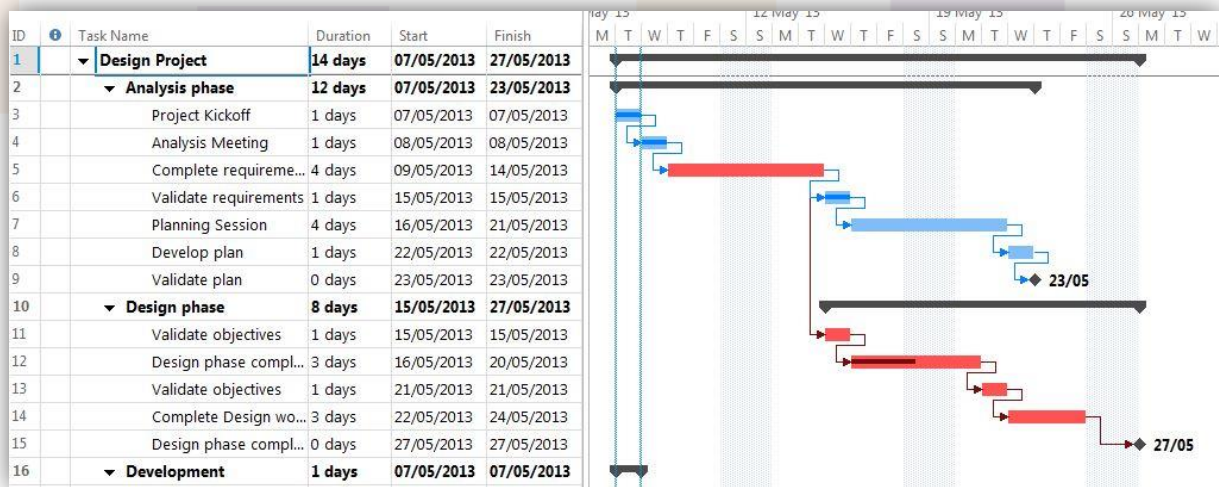 May '13 12 May '13 19 May '13 26 May '13
ID Task Name Duration Start Finish M T W T F S S M T W T F S S M T W T F S S M T W
1 Design Project 14 days 07/05/2013 27/05/2013
2 Analysis phase 12 days 07/05/2013 23/05/2013
3 Project Kickoff 1 days 07/05/2013 07/05/2013
4 Analysis Meeting 1 days 08/05/2013 08/05/2013
5 Complete requireme... 4 days 09/05/2013 14/05/2013
6 Validate requirements 1 days 15/05/2013 15/05/2013
7 Planning Session 4 days 16/05/2013 21/05/2013
8 Develop plan 1 days 22/05/2013 22/05/2013
9 Validate plan 0 days 23/05/2013 23/05/2013 23/05
10 Design phase 8 days 15/05/2013 27/05/2013
11 Validate objectives 1 days 15/05/2013 15/05/2013
12 Design phase compl... 3 days 16/05/2013 20/05/2013
13 Validate objectives 1 days 21/05/2013 21/05/2013
14 Complete Design wo... 3 days 22/05/2013 24/05/2013
15 Design phase compl... 0 days 27/05/2013 27/05/2013 27/05
16 Development 1 days 07/05/2013 07/05/2013